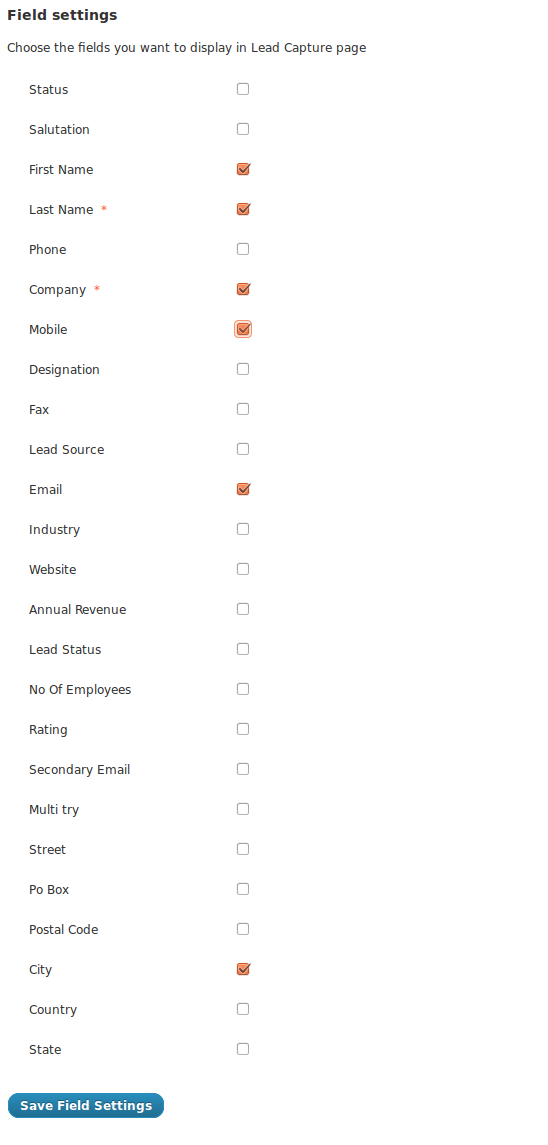 Field settings
Choose the fields you want to display in Lead Capture page
Status
Salutation
First Name
Last Name *
Phone
Company *
Mobile
Designation
Fax
Lead Source
Email
Industry
Website
Annual Revenue
Lead Status
No Of Employees
Rating
Secondary Email
Multi try
Street
Po Box
Postal Code
City
Country
State
Save Field Settings